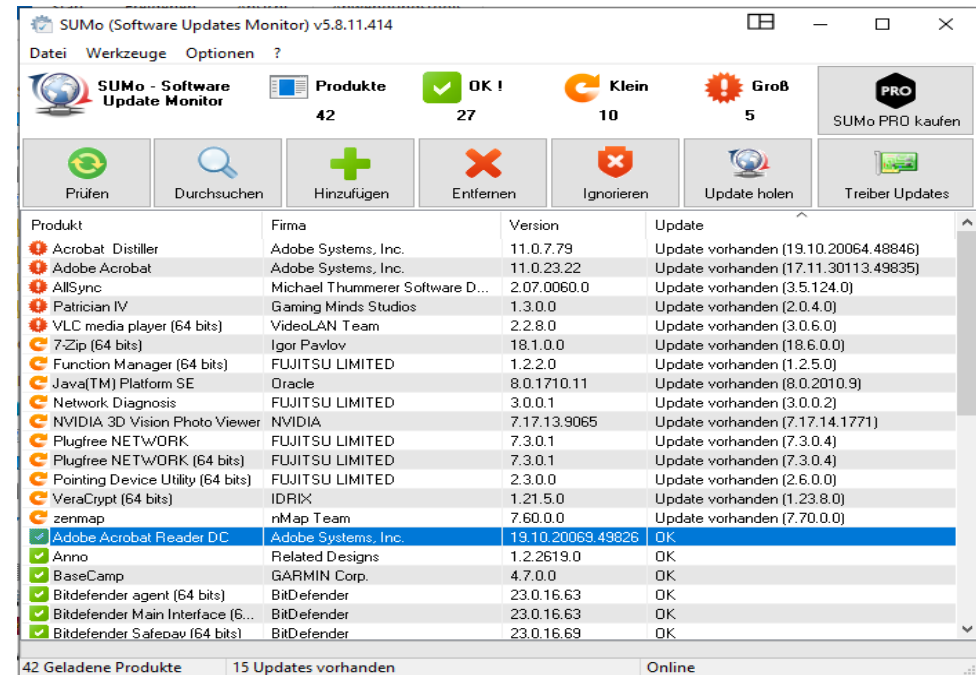 SUMo (Software Updates Monitor) v5.8.11.414
Datei Werkzeuge Optionen ?
SUMo - Software Update Monitor
Produkte 42
OK ! 27
Klein 10
Groß 5
PRO
SUMo PRO kaufen
Prüfen Durchsuchen Hinzufügen Entfernen Ignorieren Update holen Treiber Updates
Produkt Firma Version Update
Acrobat Distiller Adobe Systems, Inc. 11.0.7.79 Update vorhanden (19.10.20064.48846)
Adobe Acrobat Adobe Systems, Inc. 11.0.23.22 Update vorhanden (17.11.30113.49835)
AllSync Michael Thummerer Software D... 2.07.0060.0 Update vorhanden (3.5.124.0)
Patrician IV Gaming Minds Studios 1.3.0.0 Update vorhanden (2.0.4.0)
VLC media player (64 bits) VideoLAN Team 2.2.8.0 Update vorhanden (3.0.6.0)
7-Zip (64 bits) Igor Pavlov 18.1.0.0 Update vorhanden (18.6.0.0)
Function Manager (64 bits) FUJITSU LIMITED 1.2.2.0 Update vorhanden (1.2.5.0)
Java(TM) Platform SE Oracle 8.0.1710.11 Update vorhanden (8.0.2010.9)
Network Diagnosis FUJITSU LIMITED 3.0.0.1 Update vorhanden (3.0.0.2)
NVIDIA 3D Vision Photo Viewer NVIDIA 7.17.13.9065 Update vorhanden (7.17.14.1771)
Plugfree NETWORK FUJITSU LIMITED 7.3.0.1 Update vorhanden (7.3.0.4)
Plugfree NETWORK (64 bits) FUJITSU LIMITED 7.3.0.1 Update vorhanden (7.3.0.4)
Pointing Device Utility (64 bits) FUJITSU LIMITED 2.3.0.0 Update vorhanden (2.6.0.0)
VeraCrypt (64 bits) IDRIX 1.21.5.0 Update vorhanden (1.23.8.0)
zenmap nMap Team 7.60.0.0 Update vorhanden (7.70.0.0)
Adobe Acrobat Reader DC Adobe Systems, Inc. 19.10.20069.49826 OK
Anno Related Designs 1.2.2619.0 OK
BaseCamp GARMIN Corp. 4.7.0.0 OK
Bitdefender agent (64 bits) BitDefender 23.0.16.63 OK
Bitdefender Main Interface (6... BitDefender 23.0.16.63 OK
Bitdefender Safepay (64 bits) BitDefender 23.0.16.69 OK
42 Geladene Produkte 15 Updates vorhanden Online